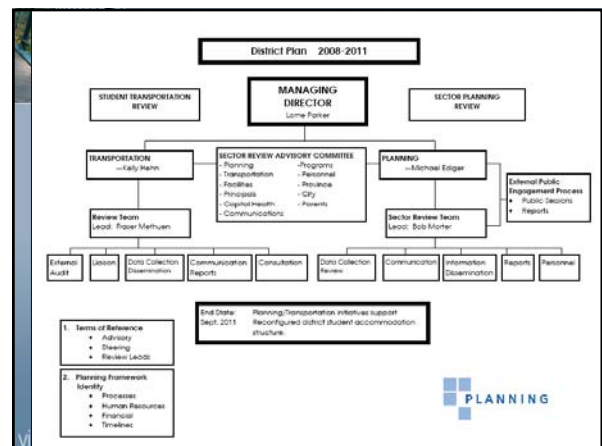 District Plan 2008-2011
STUDENT TRANSPORTATION
REVIEW
MANAGING
DIRECTOR
Lorne Parker
SECTOR PLANNING
REVIEW
TRANSPORTATION
—Kelly Hehn
SECTOR REVIEW ADVISORY COMMITTEE
- Planning -Programs
- Transportation - Personnel
- Facilities - Province
- Principals - City
- Capital Health - Parents
- Communications
PLANNING
—Michael Ediger
External Public
Engagement Process
• Public Sessions
• Reports
Review Team
Lead: Fraser Methuen
Sector Review Team
Lead: Bob Morter
External
Audit
Liaison
Data Collection
Dissemination
Communication
Reports
Consultation
Data Collection
Review
Communication
Information
Dissemination
Reports
Personnel
End State: Planning/Transportation initiatives support
Sept. 2011 Reconfigured district student accommodation
structure.
1. Terms of Reference
• Advisory
• Steering
• Review Leads
2. Planning Framework
Identify
• Processes
• Human Resources
• Financial
• Timelines
PLANNING